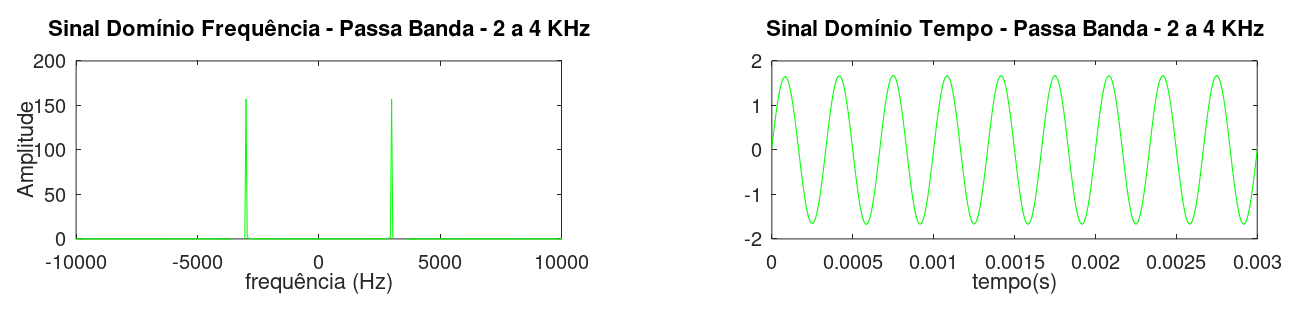 Sinal Domínio Frequência - Passa Banda - 2 a 4 KHz
200
150
100
50
0
Amplitude
-10000 -5000 0 5000 10000
frequência (Hz)
Sinal Domínio Tempo - Passa Banda - 2 a 4 KHz
2
1
0
-1
-2
0 0.0005 0.001 0.0015 0.002 0.0025 0.003
tempo(s)